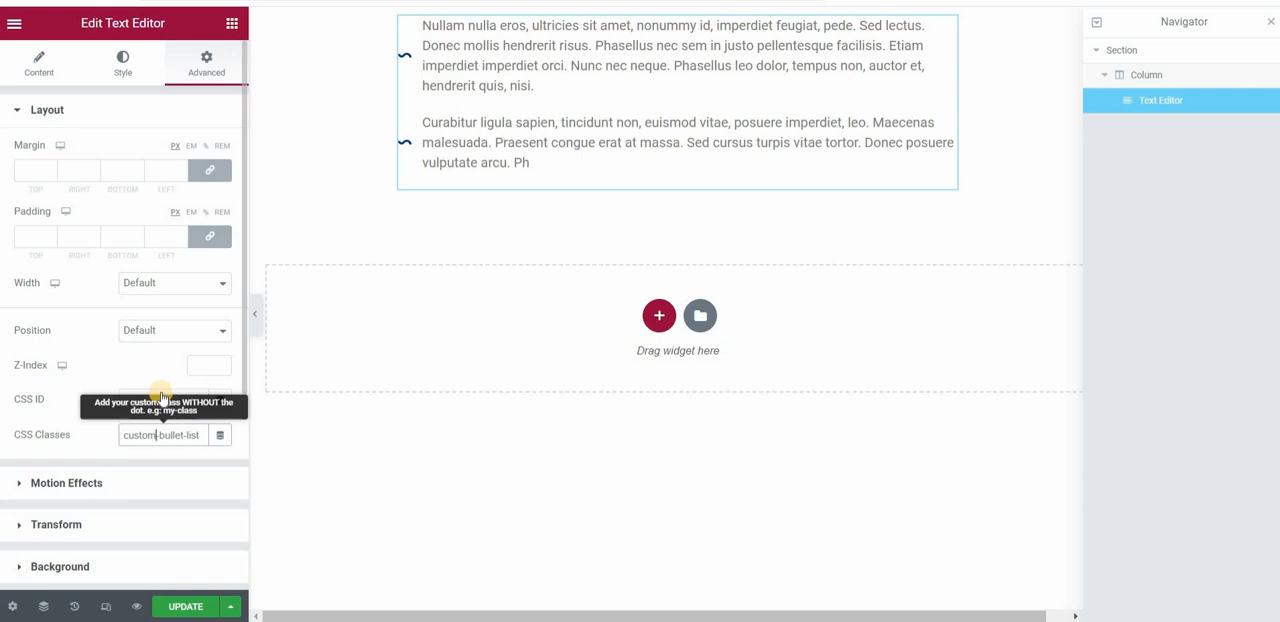 Edit Text Editor
Content
Style
Advanced
Layout
Margin
PX EM % REM
TOP RIGHT BOTTOM LEFT
Padding
PX EM % REM
TOP RIGHT BOTTOM LEFT
Width
Default
Position
Default
Z-Index
CSS ID
Add your custom class WITHOUT the
dot. e.g: my-class
CSS Classes
custom-bullet-list
Motion Effects
Transform
Background
UPDATE
Nullam nulla eros, ultricies sit amet, nonummy id, imperdiet feugiat, pede. Sed lectus.
Donec mollis hendrerit risus. Phasellus nec sem in justo pellentesque facilisis. Etiam
imperdiet imperdiet orci. Nunc nec neque. Phasellus leo dolor, tempus non, auctor et,
hendrerit quis, nisi.
Curabitur ligula sapien, tincidunt non, euismod vitae, posuere imperdiet, leo. Maecenas
malesuada. Praesent congue erat at massa. Sed cursus turpis vitae tortor. Donec posuere
vulputate arcu. Ph
Drag widget here
Navigator
Section
Column
Text Editor